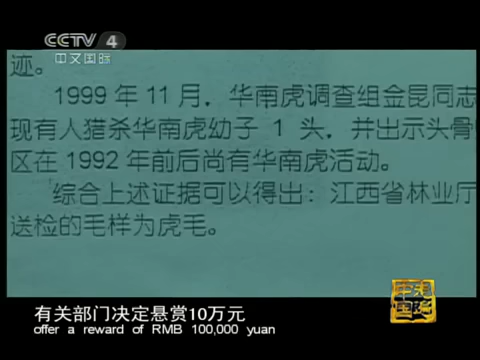 CCTV 4
中文国际
迹。
1999 年 11 月，华南虎调查组金昆同志
现有人猎杀华南虎幼子 1 头，并出示头骨
区在 1992 年前后尚有华南虎活动。
综合上述证据可以得出：江西省林业厅
送检的毛样为虎毛。
走遍中国
有关部门决定悬赏10万元
offer a reward of RMB 100,000 yuan